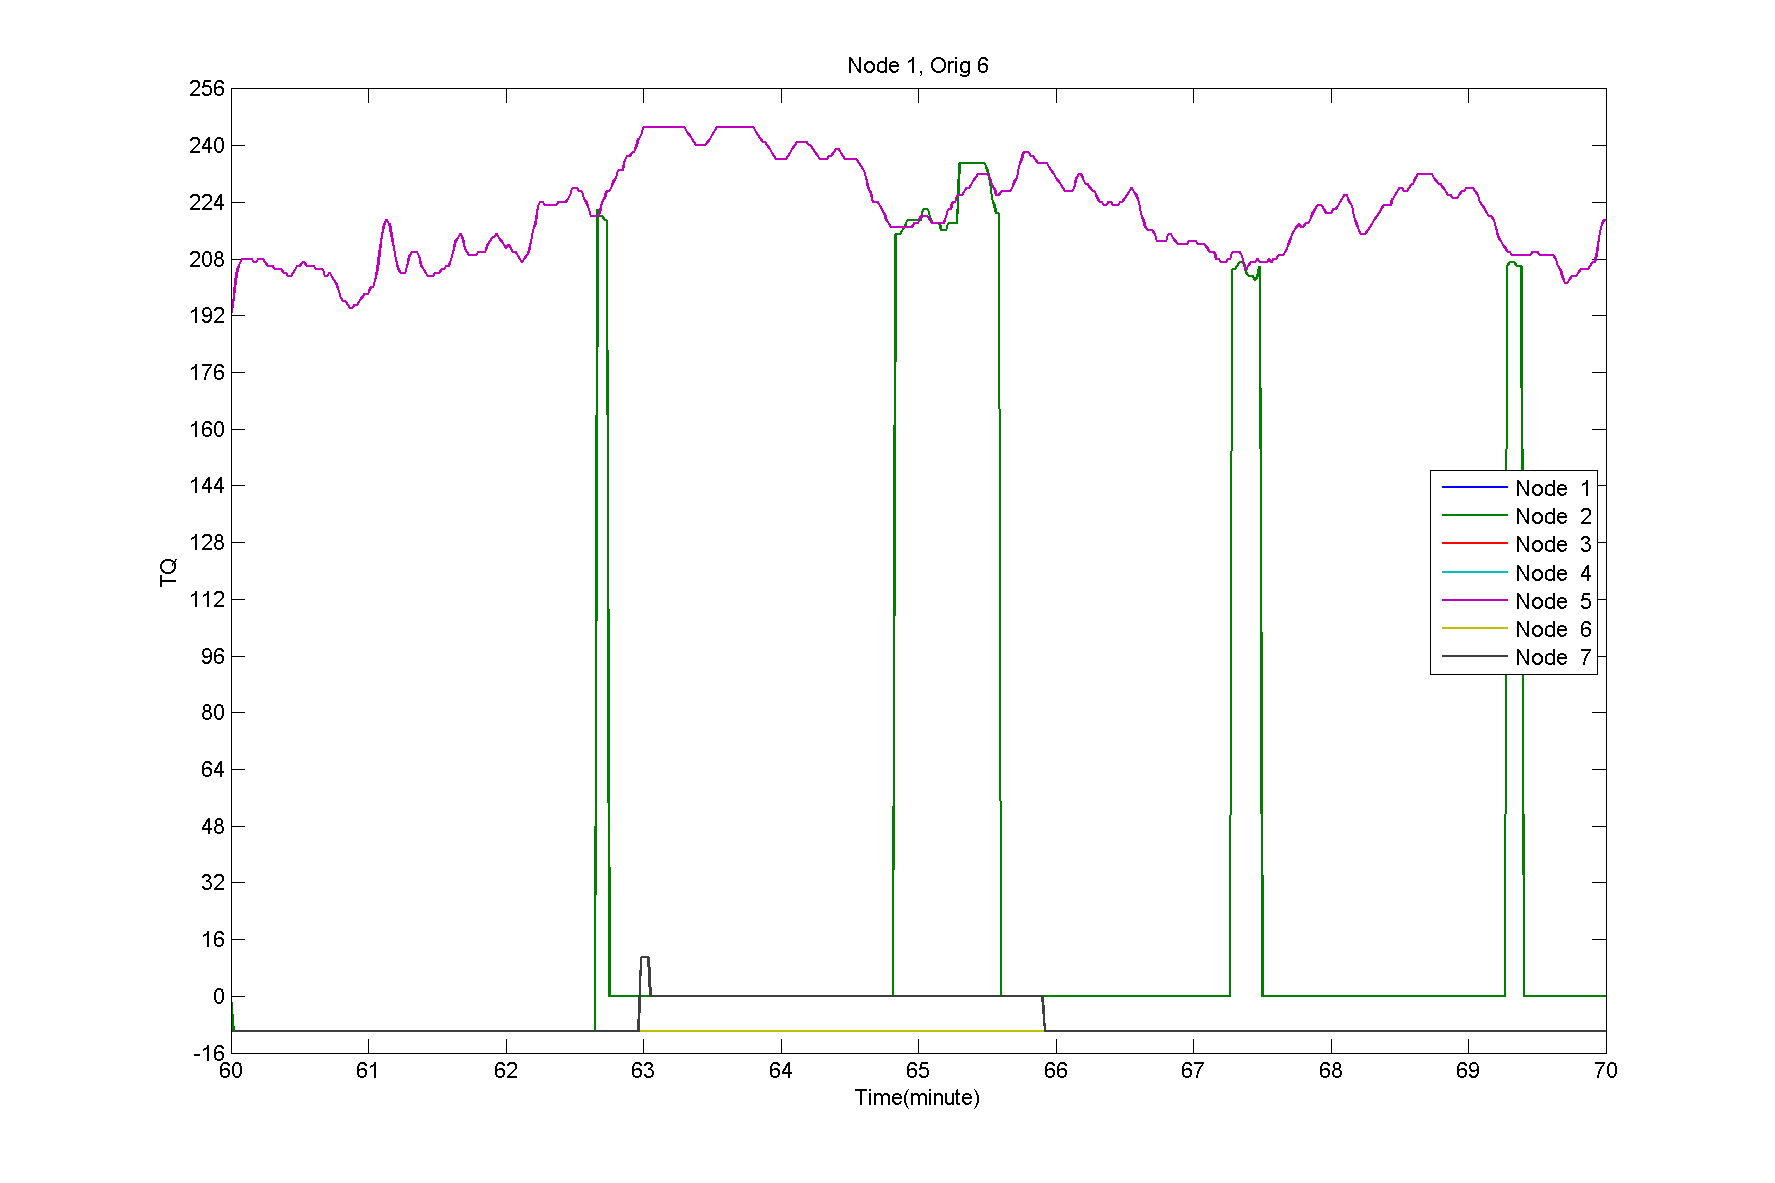 Node 1, Orig 6
256
240
224
208
192
176
160
144
128
112
96
80
64
48
32
16
0
-16
TQ
Node 1
Node 2
Node 3
Node 4
Node 5
Node 6
Node 7
60 61 62 63 64 65 66 67 68 69 70
Time(minute)